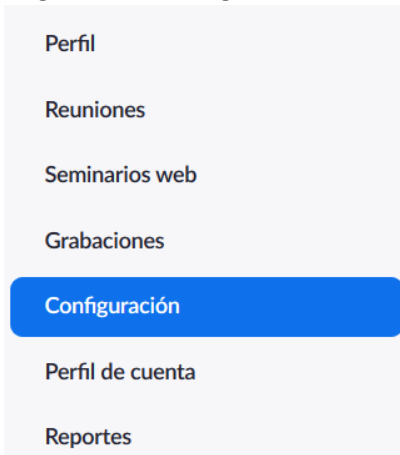 Perfil
Reuniones
Seminarios web
Grabaciones
Configuración
Perfil de cuenta
Reportes